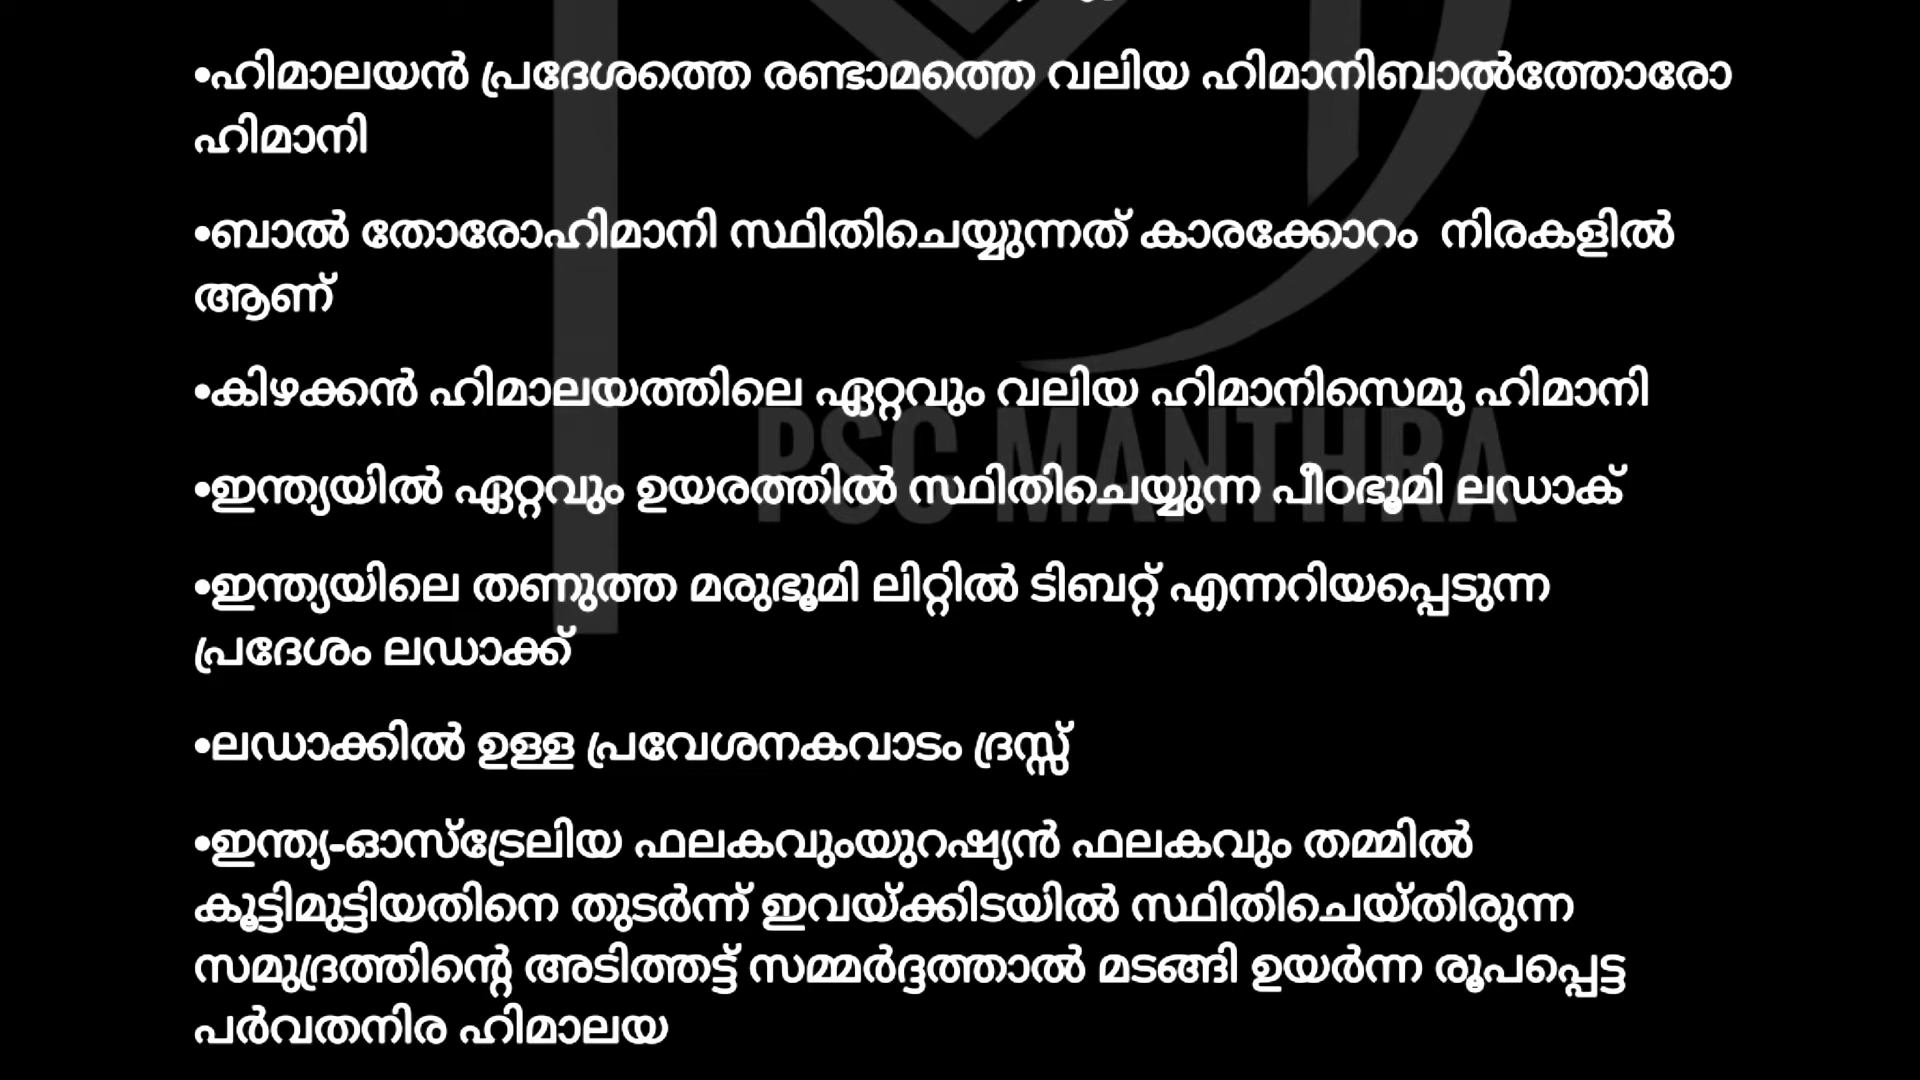 •ഹിമാലയൻ പ്രദേശത്തെ രണ്ടാമത്തെ വലിയ ഹിമാനിബാൽത്തോരോ
ഹിമാനി
•ബാൽ തോരോഹിമാനി സ്ഥിതിചെയ്യുന്നത് കാരക്കോറം നിരകളിൽ
ആണ്
•കിഴക്കൻ ഹിമാലയത്തിലെ ഏറ്റവും വലിയ ഹിമാനിസെമു ഹിമാനി
PSC MANTHRA
•ഇന്ത്യയിൽ ഏറ്റവും ഉയരത്തിൽ സ്ഥിതിചെയ്യുന്ന പീഠഭൂമി ലഡാക്
•ഇന്ത്യയിലെ തണുത്ത മരുഭൂമി ലിറ്റിൽ ടിബറ്റ് എന്നറിയപ്പെടുന്ന
പ്രദേശം ലഡാക്ക്
•ലഡാക്കിൽ ഉള്ള പ്രവേശനകവാടം ദ്രസ്സ്
•ഇന്ത്യ-ഓസ്ട്രേലിയ ഫലകവുംയുറഷ്യൻ ഫലകവും തമ്മിൽ
കൂട്ടിമുട്ടിയതിനെ തുടർന്ന് ഇവയ്ക്കിടയിൽ സ്ഥിതിചെയ്തിരുന്ന
സമുദ്രത്തിന്റെ അടിത്തട്ട് സമ്മർദ്ദത്താൽ മടങ്ങി ഉയർന്ന രൂപപ്പെട്ട
പർവതനിര ഹിമാലയ